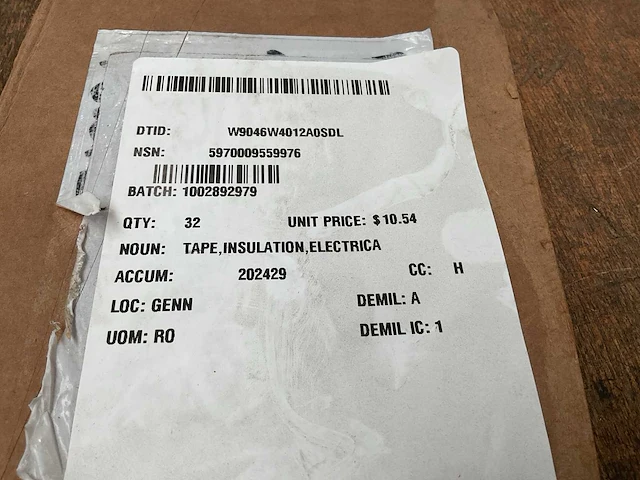 DTID: W9046W4012A0SDL
NSN: 5970009559976
BATCH: 1002892979
QTY: 32 UNIT PRICE: $10.54
NOUN: TAPE,INSULATION,ELECTRICA
ACCUM: 202429 CC: H
LOC: GENN DEMIL: A
UOM: RO DEMIL IC: 1